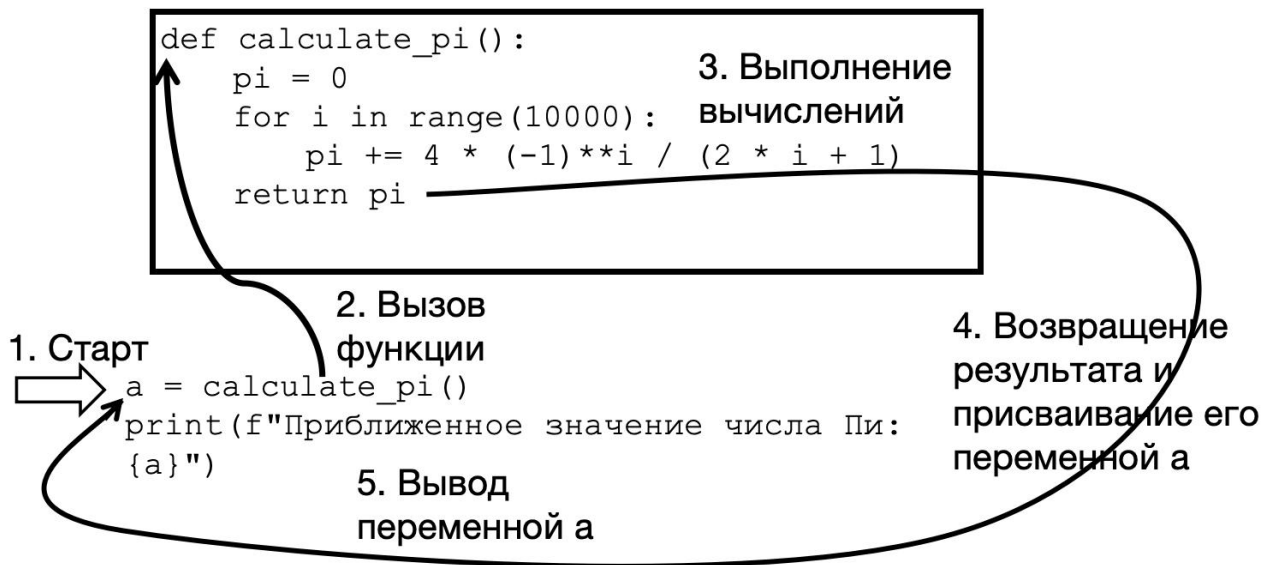 def calculate_pi():
pi = 0
for i in range(10000):
pi += 4 * (-1)**i / (2 * i + 1)
return pi
3. Выполнение
вычислений
2. Вызов
функции
1. Старт
a = calculate_pi()
print(f"Приближенное значение числа Пи:
{a}")
4. Возвращение
результата и
присваивание его
переменной а
5. Вывод
переменной а